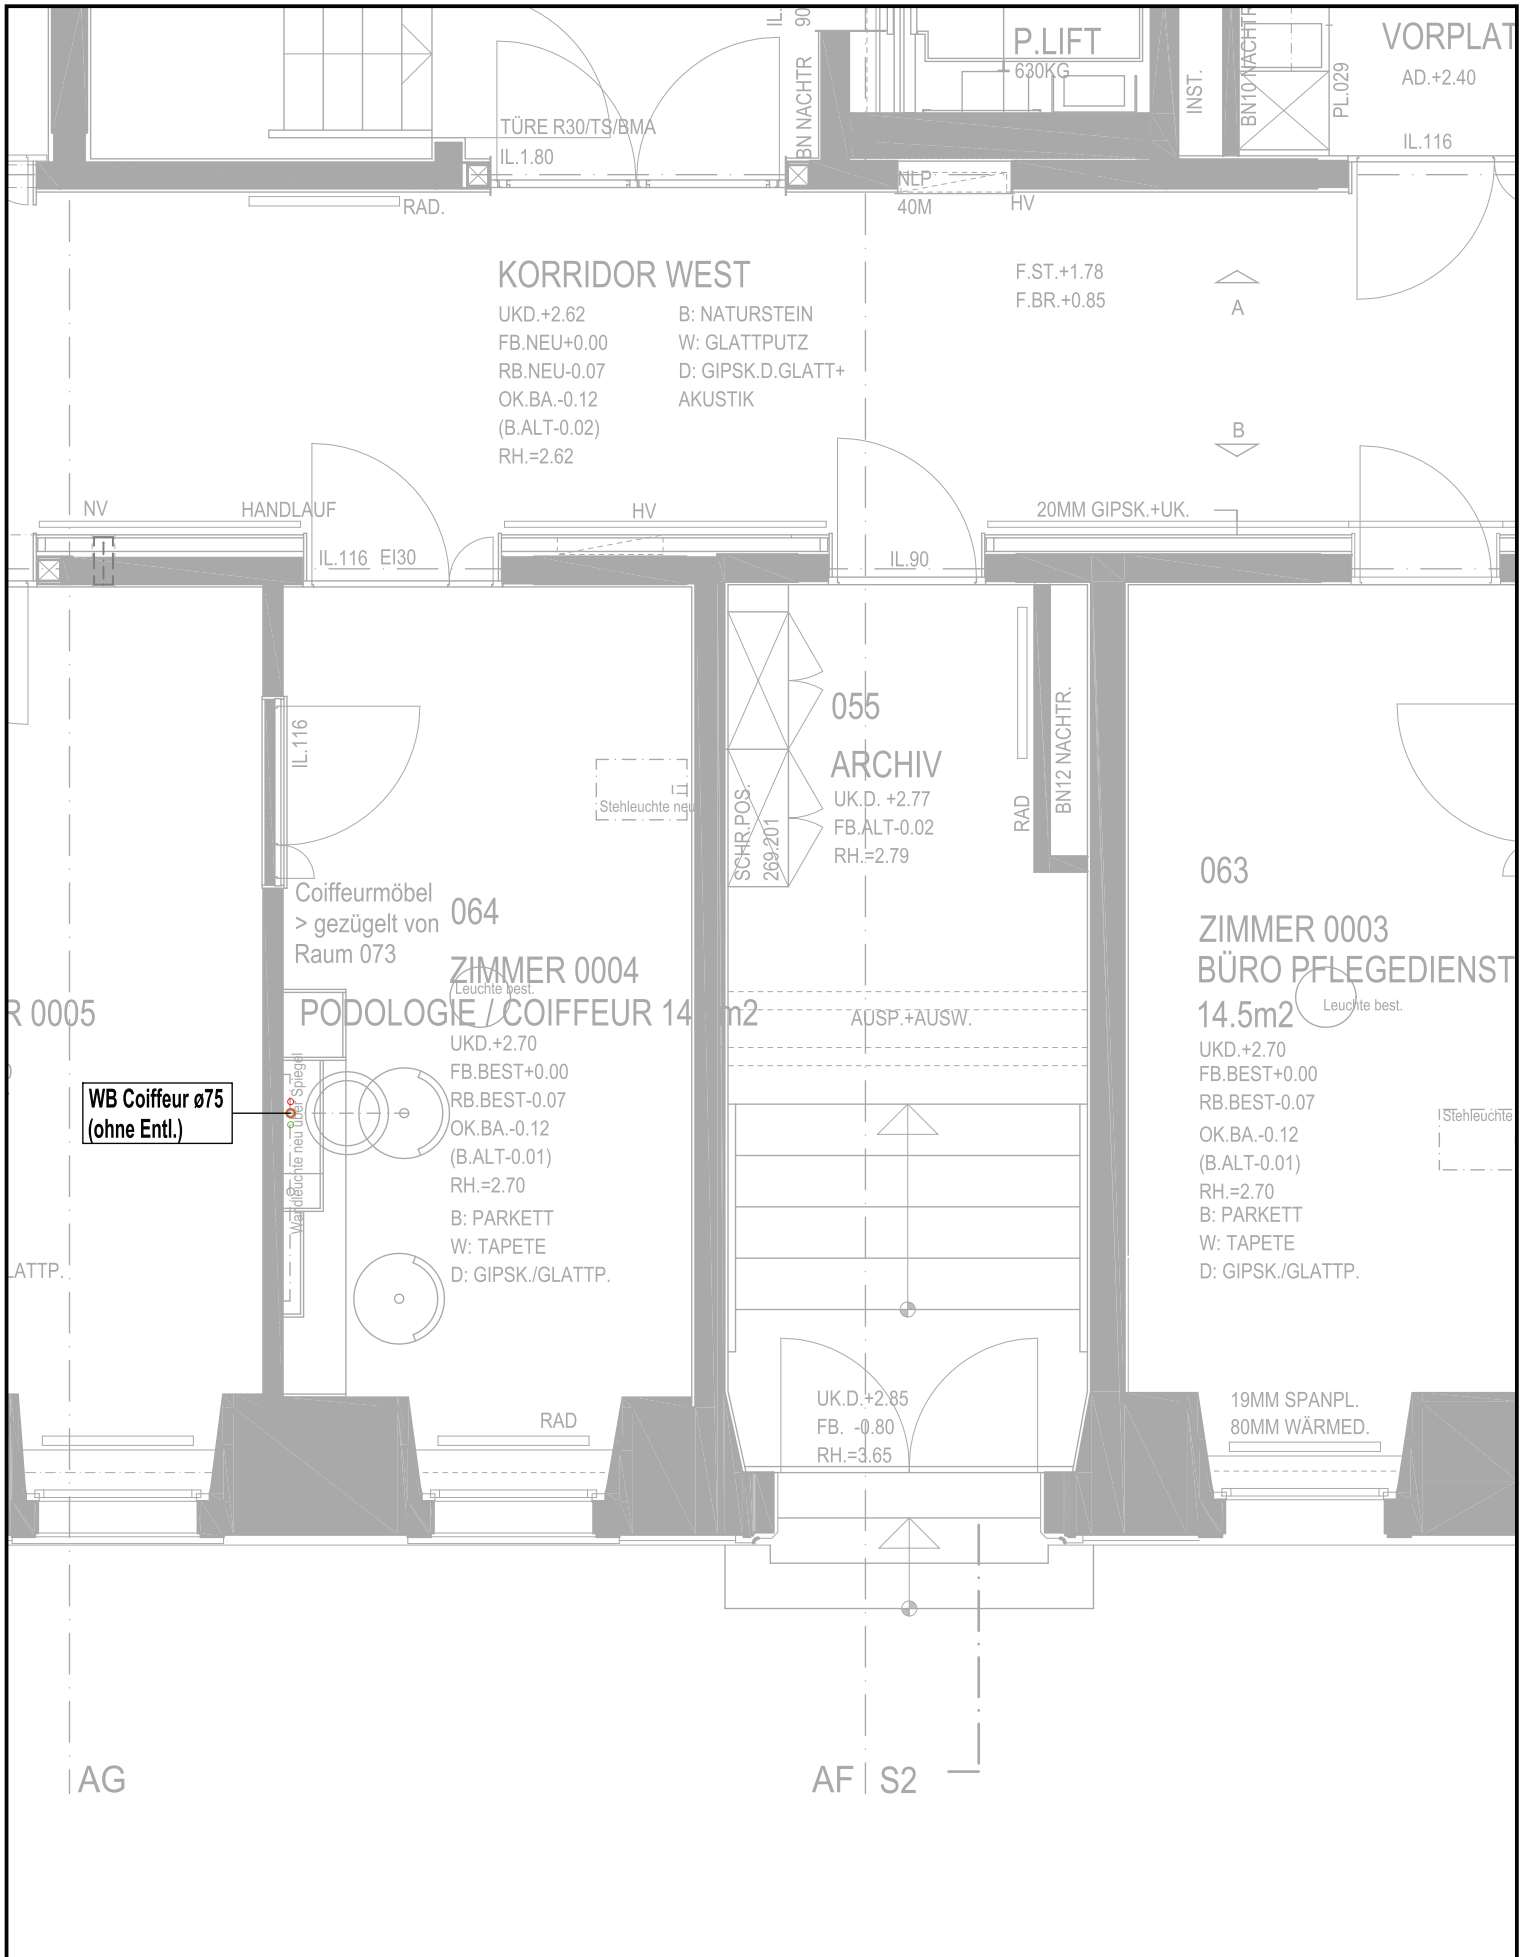 P.LIFT
630KG
VORPLAT
AD.+2.40
IL.116
INST.
BN10 NACHTR
PL.029
BN NACHTR
90
IL.
TÜRE R30/TS/BMA
IL.1.80
RAD.
NLP
40M
HV
KORRIDOR WEST
UKD.+2.62
FB.NEU+0.00
RB.NEU-0.07
OK.BA.-0.12
(B.ALT-0.02)
RH.=2.62
B: NATURSTEIN
W: GLATTPUTZ
D: GIPSK.D.GLATT+
AKUSTIK
F.ST.+1.78
F.BR.+0.85
A
B
NV
HANDLAUF
HV
20MM GIPSK.+UK.
IL.116 EI30
IL.90
IL.116
Stehleuchte neu
Coiffeurmöbel
> gezügelt von
Raum 073
064
ZIMMER 0004
Leuchte best.
PODOLOGIE / COIFFEUR 14 m2
UKD.+2.70
FB.BEST+0.00
RB.BEST-0.07
OK.BA.-0.12
(B.ALT-0.01)
RH.=2.70
B: PARKETT
W: TAPETE
D: GIPSK./GLATTP.
Wandleuchte neu über Spiegel
WB Coiffeur ø75
(ohne Entl.)
R 0005
LATTP.
055
ARCHIV
UK.D. +2.77
FB.ALT-0.02
RH.=2.79
SCHR.POS.
269.201
RAD
BN12 NACHTR.
AUSP.+AUSW.
063
ZIMMER 0003
BÜRO PFLEGEDIENST
14.5m2
Leuchte best.
UKD.+2.70
FB.BEST+0.00
RB.BEST-0.07
OK.BA.-0.12
(B.ALT-0.01)
RH.=2.70
B: PARKETT
W: TAPETE
D: GIPSK./GLATTP.
Stehleuchte
RAD
UK.D.+2.85
FB. -0.80
RH.=3.65
19MM SPANPL.
80MM WÄRMED.
AG
AF
S2